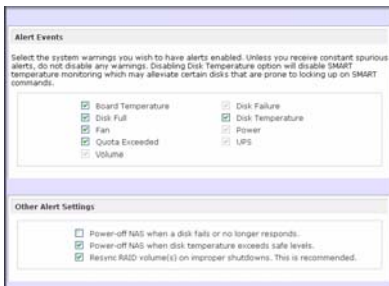 Alert Events
Select the system warnings you wish to have alerts enabled. Unless you receive constant spurious
alerts, do not disable any warnings. Disabling Disk Temperature option will disable SMART
temperature monitoring which may alleviate certain disks that are prone to locking up on SMART
commands.
Board Temperature
Disk Full
Fan
Quota Exceeded
Volume
Disk Failure
Disk Temperature
Power
UPS
Other Alert Settings
Power-off NAS when a disk fails or no longer responds.
Power-off NAS when disk temperature exceeds safe levels.
Resync RAID volume(s) on improper shutdowns. This is recommended.